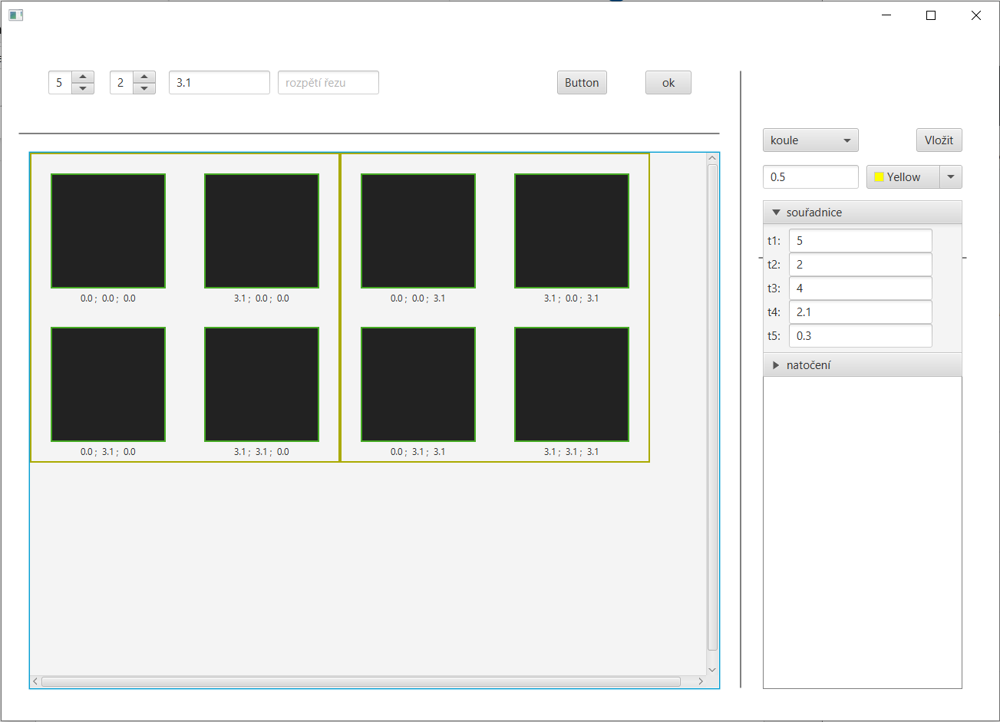 5 2 3.1 rozpětí řezu Button ok
koule Vložit
0.5 Yellow
souřadnice
t1: 5
t2: 2
t3: 4
t4: 2.1
t5: 0.3
natočení
0.0 ; 0.0 ; 0.0 3.1 ; 0.0 ; 0.0 0.0 ; 0.0 ; 3.1 3.1 ; 0.0 ; 3.1
0.0 ; 3.1 ; 0.0 3.1 ; 3.1 ; 0.0 0.0 ; 3.1 ; 3.1 3.1 ; 3.1 ; 3.1